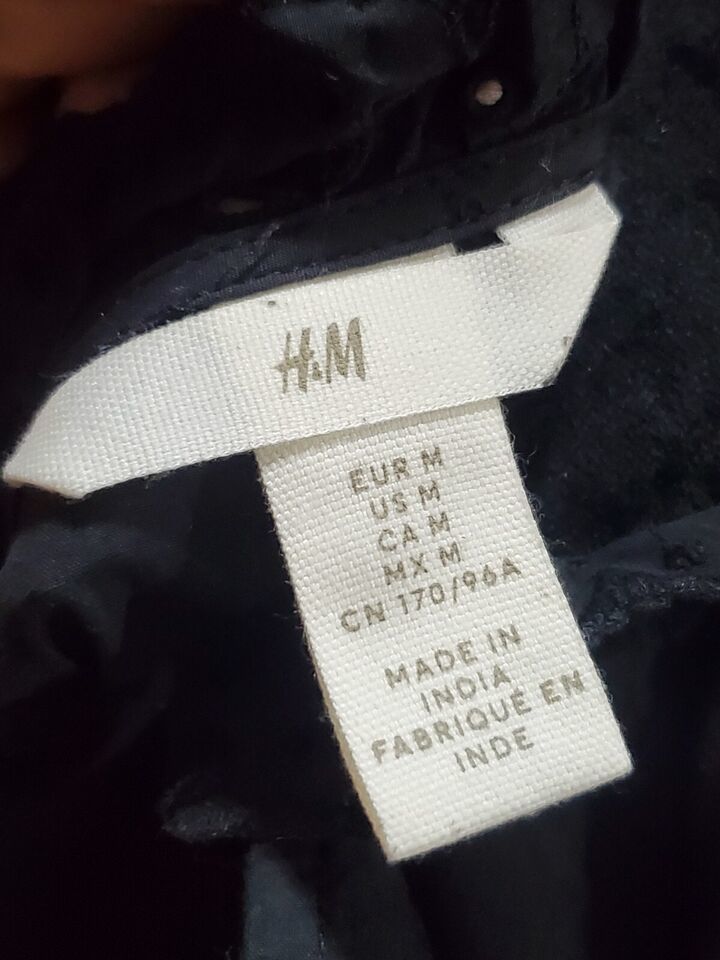 H&M
EUR M
US M
CA M
MX M
CN 170/96A
MADE IN
INDIA
FABRIQUÉ EN
INDE